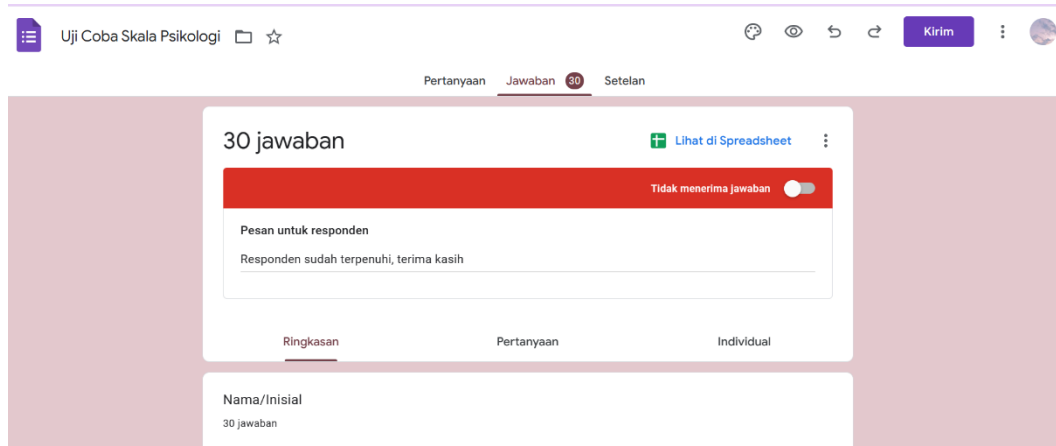 Uji Coba Skala Psikologi
Kirim
Pertanyaan Jawaban 30 Setelan
30 jawaban
Lihat di Spreadsheet
Tidak menerima jawaban
Pesan untuk responden
Responden sudah terpenuhi, terima kasih
Ringkasan Pertanyaan Individual
Nama/Inisial
30 jawaban